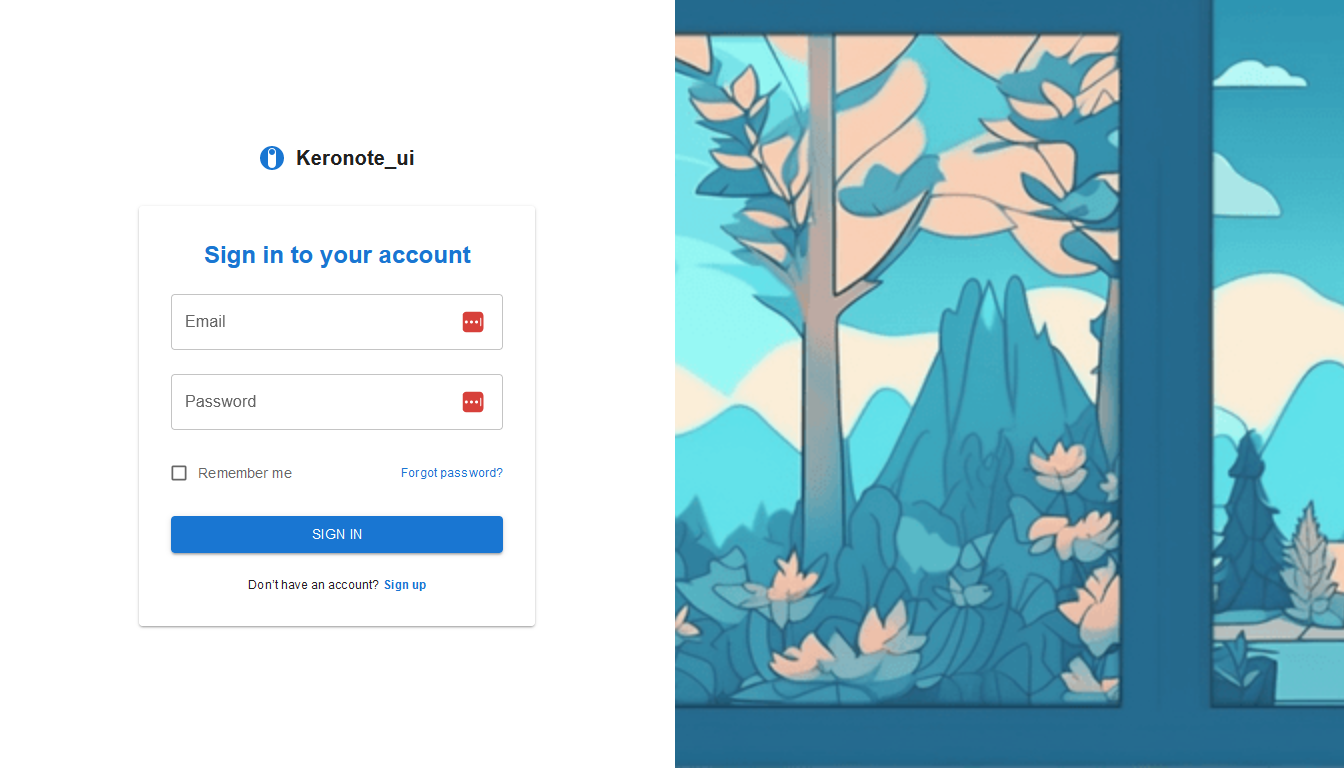 Keronote_ui
Sign in to your account
Email
Password
Remember me
Forgot password?
SIGN IN
Don't have an account? Sign up